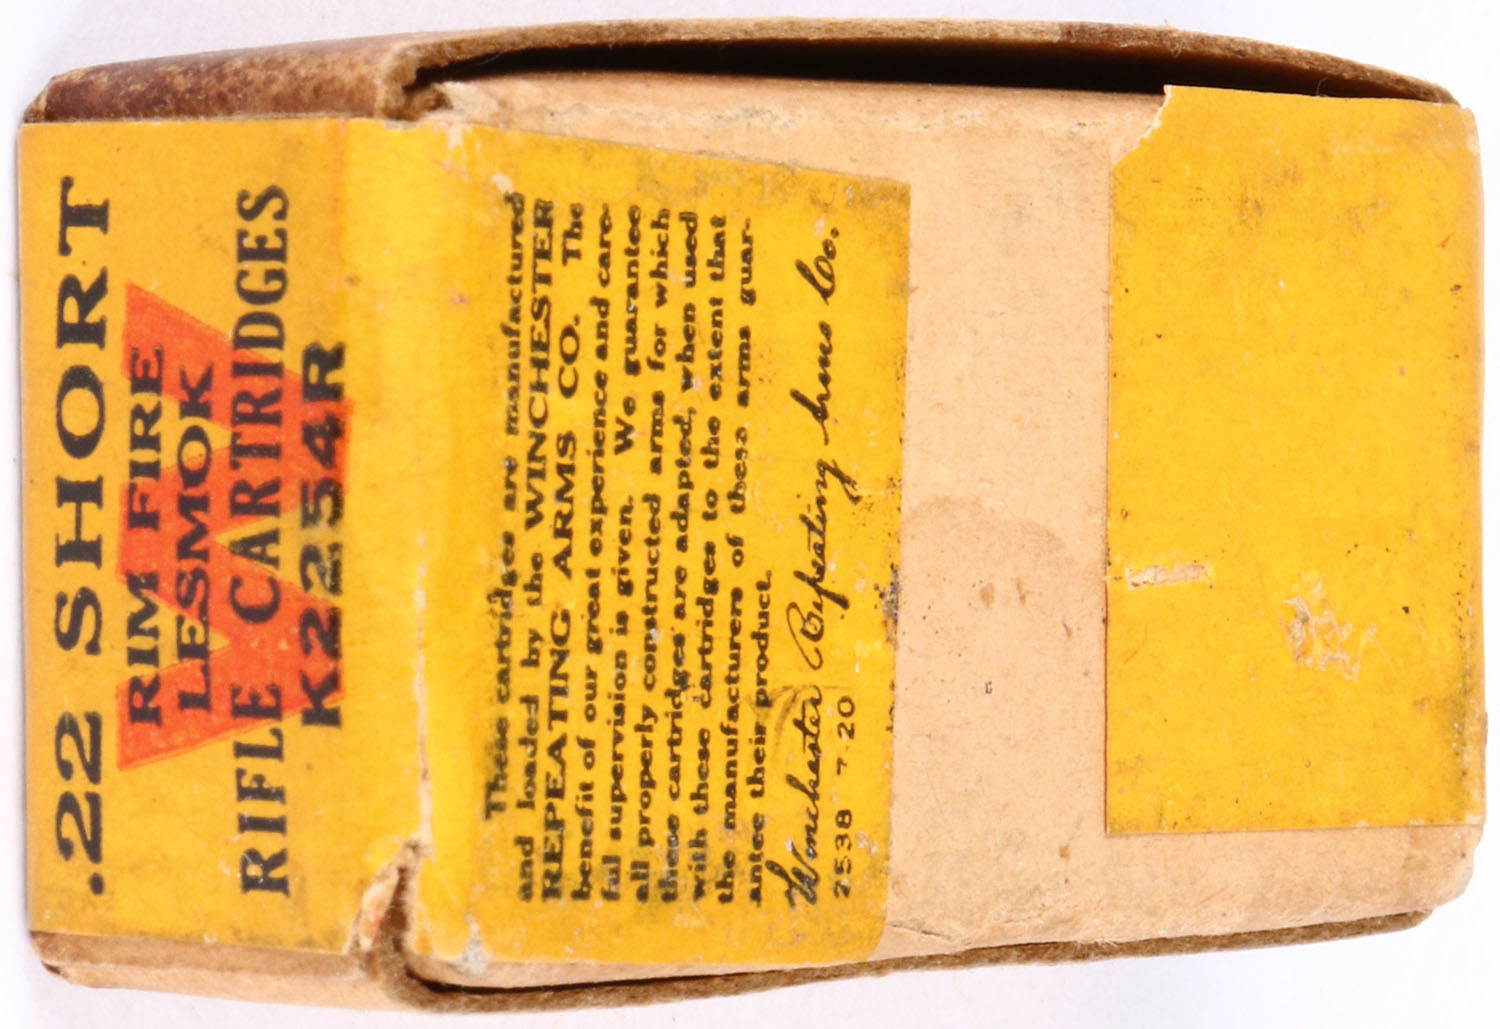 .22 SHORT
RIM FIRE
LESMOK
RIFLE CARTRIDGES
K2254R
W
These cartridges are manufactured
and loaded by the WINCHESTER
REPEATING ARMS CO. The
benefit of our great experience and care-
ful supervision is given. We guarantee
all properly constructed arms for which
these cartridges are adapted, when used
with these cartridges to the extent that
the manufacturers of these arms guar-
antee their product.
Winchester Repeating Arms Co.
2538 7-20